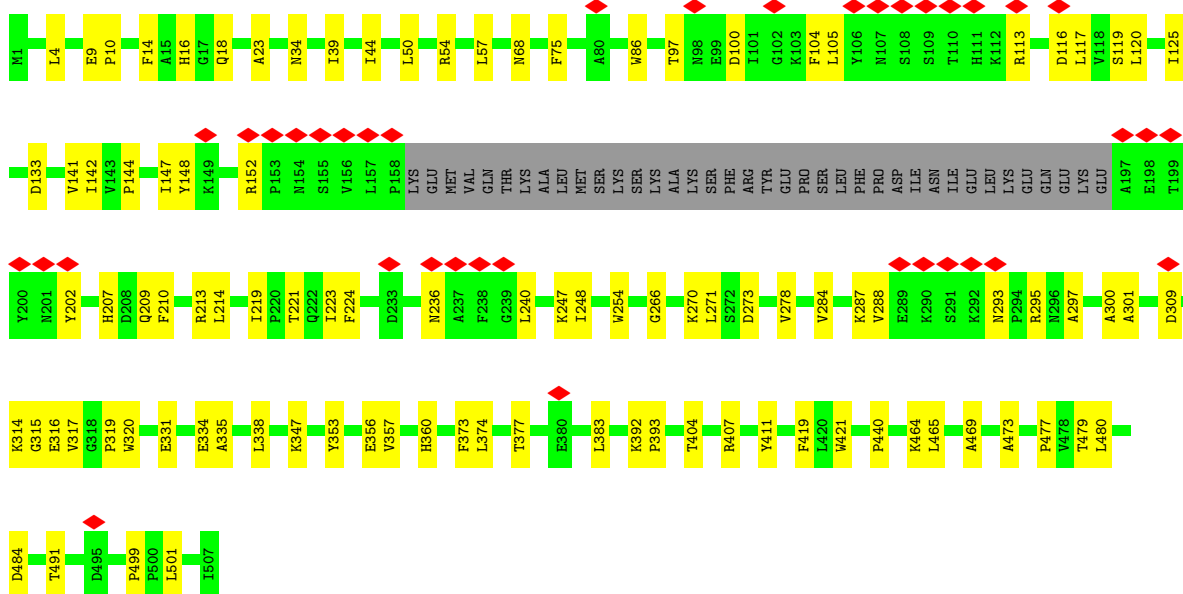 M1 L4 E9 P10 F14 A15 H16 G17 Q18 A23 N34 I39 I44 L50 R54 L57 N68 F75 A80 W86 T97 N98 E99 D100 I101 G102 K103 F104 L105 Y106 N107 S108 S109 T110 H111 K112 R113 D116 L117 V118 S119 L120 I125
D133 V141 I142 V143 P144 I147 Y148 K149 R152 P153 N154 S155 V156 L157 P158 LYS GLU MET VAL GLN THR LYS ALA LEU MET SER LYS SER LYS ALA LYS SER PHE ARG TYR GLU PRO SER LEU PHE PRO ASP ILE ASN ILE GLU LEU LYS GLU GLN GLU LYS GLU A197 E198 T199
Y200 N201 Y202 H207 D208 Q209 F210 R213 L214 I219 P220 T221 Q222 I223 F224 D233 N236 A237 F238 G239 L240 K247 I248 W254 G266 K270 L271 S272 D273 V278 V284 K287 V288 E289 K290 S291 K292 N293 P294 R295 N296 A297 A300 A301 D309
K314 G315 E316 V317 G318 P319 W320 E331 E334 A335 L338 K347 Y353 E356 V357 H360 F373 L374 T377 E380 L383 K392 P393 T404 R407 Y411 F419 L420 W421 P440 K464 L465 A469 A473 P477 V478 T479 L480
D484 T491 D495 P499 P500 L501 I507